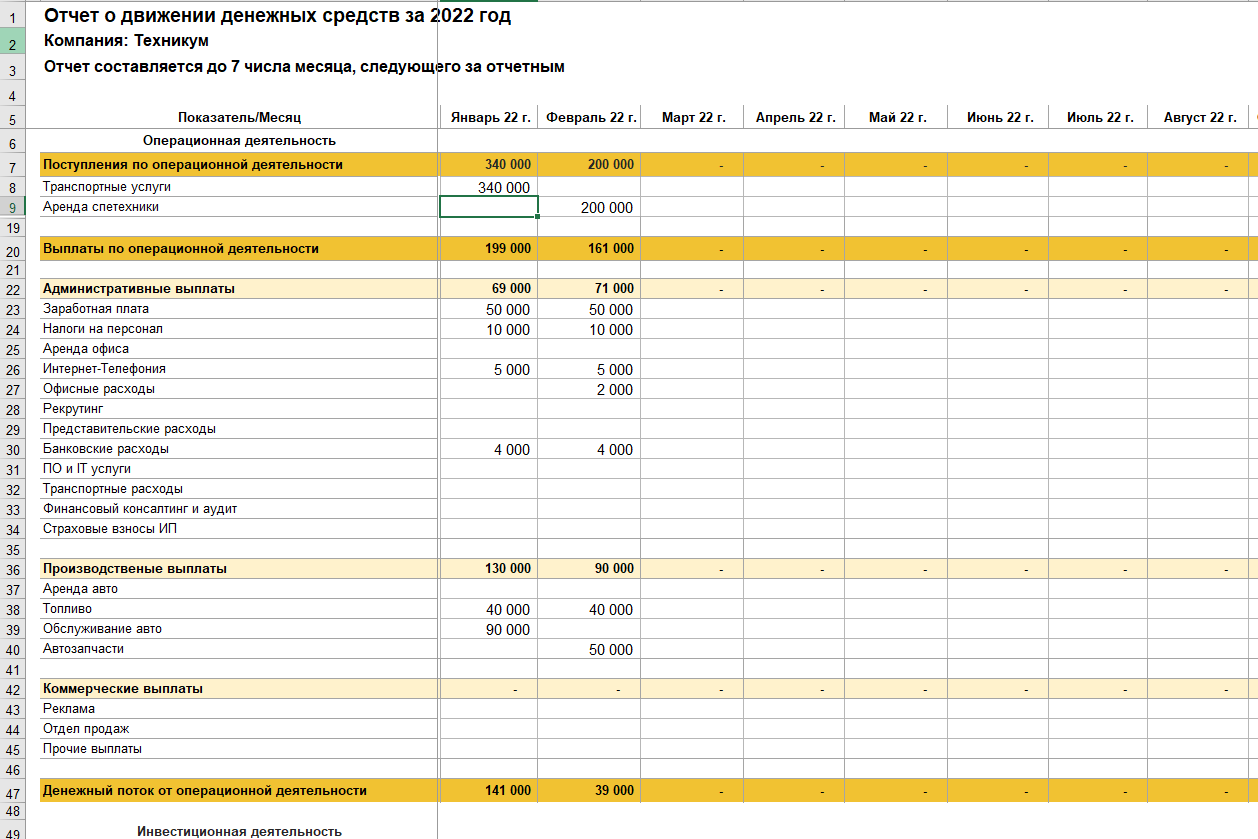 1 Отчет о движении денежных средств за 2022 год
2 Компания: Техникум
3 Отчет составляется до 7 числа месяца, следующего за отчетным
4
5 Показатель/Месяц Январь 22 г. Февраль 22 г. Март 22 г. Апрель 22 г. Май 22 г. Июнь 22 г. Июль 22 г. Август 22 г.
6 Операционная деятельность
7 Поступления по операционной деятельности 340 000 200 000 - - - - - -
8 Транспортные услуги 340 000
9 Аренда спетехники 200 000
19
20 Выплаты по операционной деятельности 199 000 161 000 - - - - - -
21
22 Административные выплаты 69 000 71 000 - - - - - -
23 Заработная плата 50 000 50 000
24 Налоги на персонал 10 000 10 000
25 Аренда офиса
26 Интернет-Телефония 5 000 5 000
27 Офисные расходы 2 000
28 Рекрутинг
29 Представительские расходы
30 Банковские расходы 4 000 4 000
31 ПО и IT услуги
32 Транспортные расходы
33 Финансовый консалтинг и аудит
34 Страховые взносы ИП
35
36 Производственые выплаты 130 000 90 000 - - - - - -
37 Аренда авто
38 Топливо 40 000 40 000
39 Обслуживание авто 90 000
40 Автозапчасти 50 000
41
42 Коммерческие выплаты - - - - - - - -
43 Реклама
44 Отдел продаж
45 Прочие выплаты
46
47 Денежный поток от операционной деятельности 141 000 39 000 - - - - - -
48
49 Инвестиционная деятельность